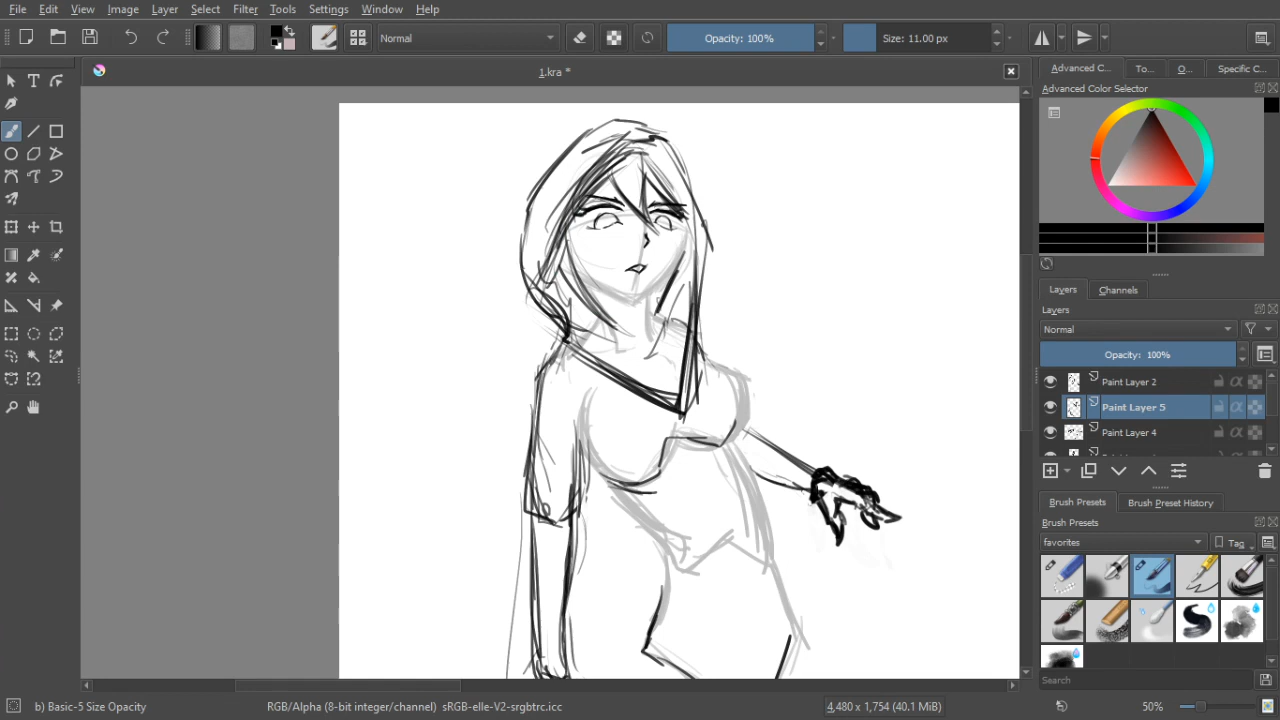 File Edit View Image Layer Select Filter Tools Settings Window Help
Normal Opacity: 100% Size: 11.00 px
1.kra *
Advanced C... To... O... Specific C...
Advanced Color Selector
Layers Channels
Layers
Normal
Opacity: 100%
Paint Layer 2
Paint Layer 5
Paint Layer 4
Brush Presets Brush Preset History
Brush Presets
favorites Tag
Search
b) Basic-5 Size Opacity RGB/Alpha (8-bit integer/channel) sRGB-elle-V2-srgbtrc.icc 4,480 x 1,754 (40.1 MiB) 50%